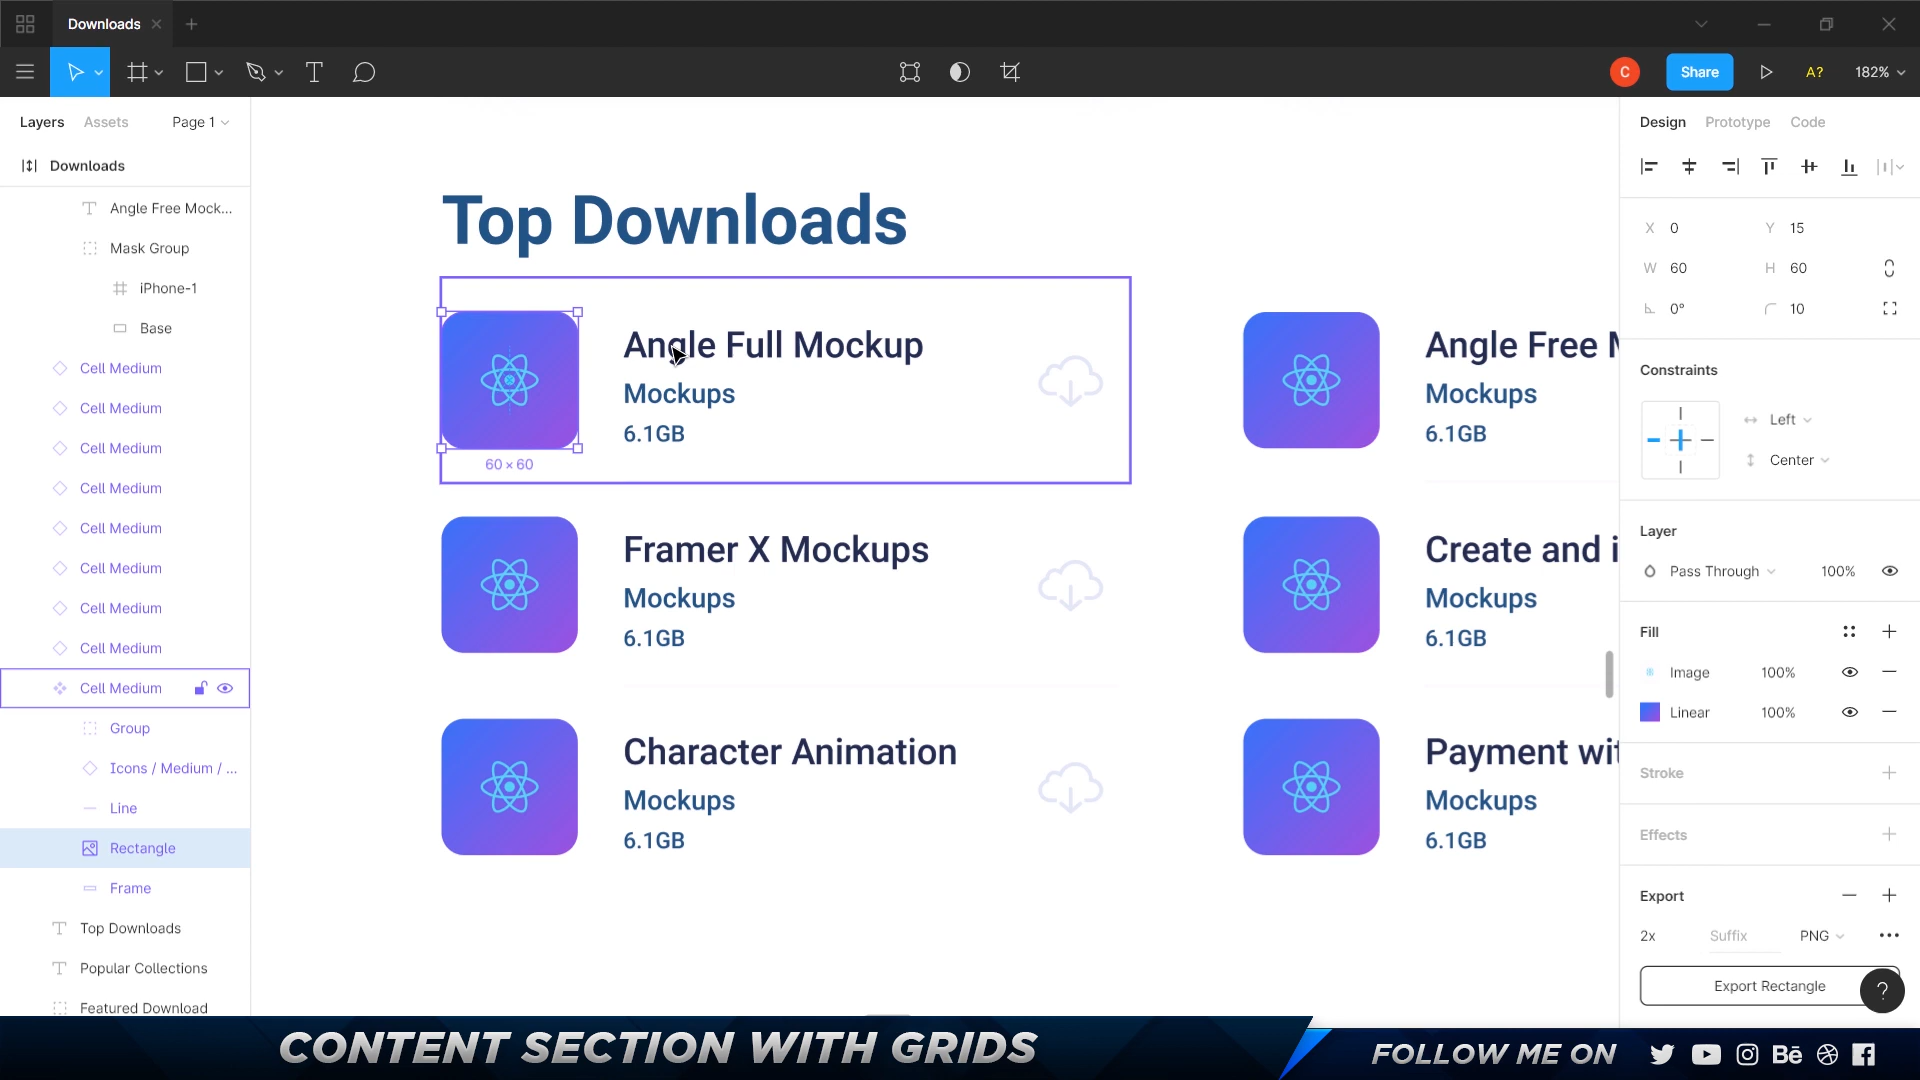 Downloads
C
Share
A?
182%
Layers
Assets
Page 1
Downloads
Angle Free Mock...
Mask Group
iPhone-1
Base
Cell Medium
Cell Medium
Cell Medium
Cell Medium
Cell Medium
Cell Medium
Cell Medium
Cell Medium
Cell Medium
Group
Icons / Medium / ...
Line
Rectangle
Frame
Top Downloads
Popular Collections
Featured Download
Top Downloads
Angle Full Mockup
Mockups
6.1GB
60 × 60
Angle Free M
Mockups
6.1GB
Framer X Mockups
Mockups
6.1GB
Create and i
Mockups
6.1GB
Character Animation
Mockups
6.1GB
Payment wit
Mockups
6.1GB
Design
Prototype
Code
X 0
Y 15
W 60
H 60
0°
10
Constraints
Left
Center
Layer
Pass Through
100%
Fill
Image
100%
Linear
100%
Stroke
Effects
Export
2x
Suffix
PNG
Export Rectangle
?
CONTENT SECTION WITH GRIDS
FOLLOW ME ON
Bē